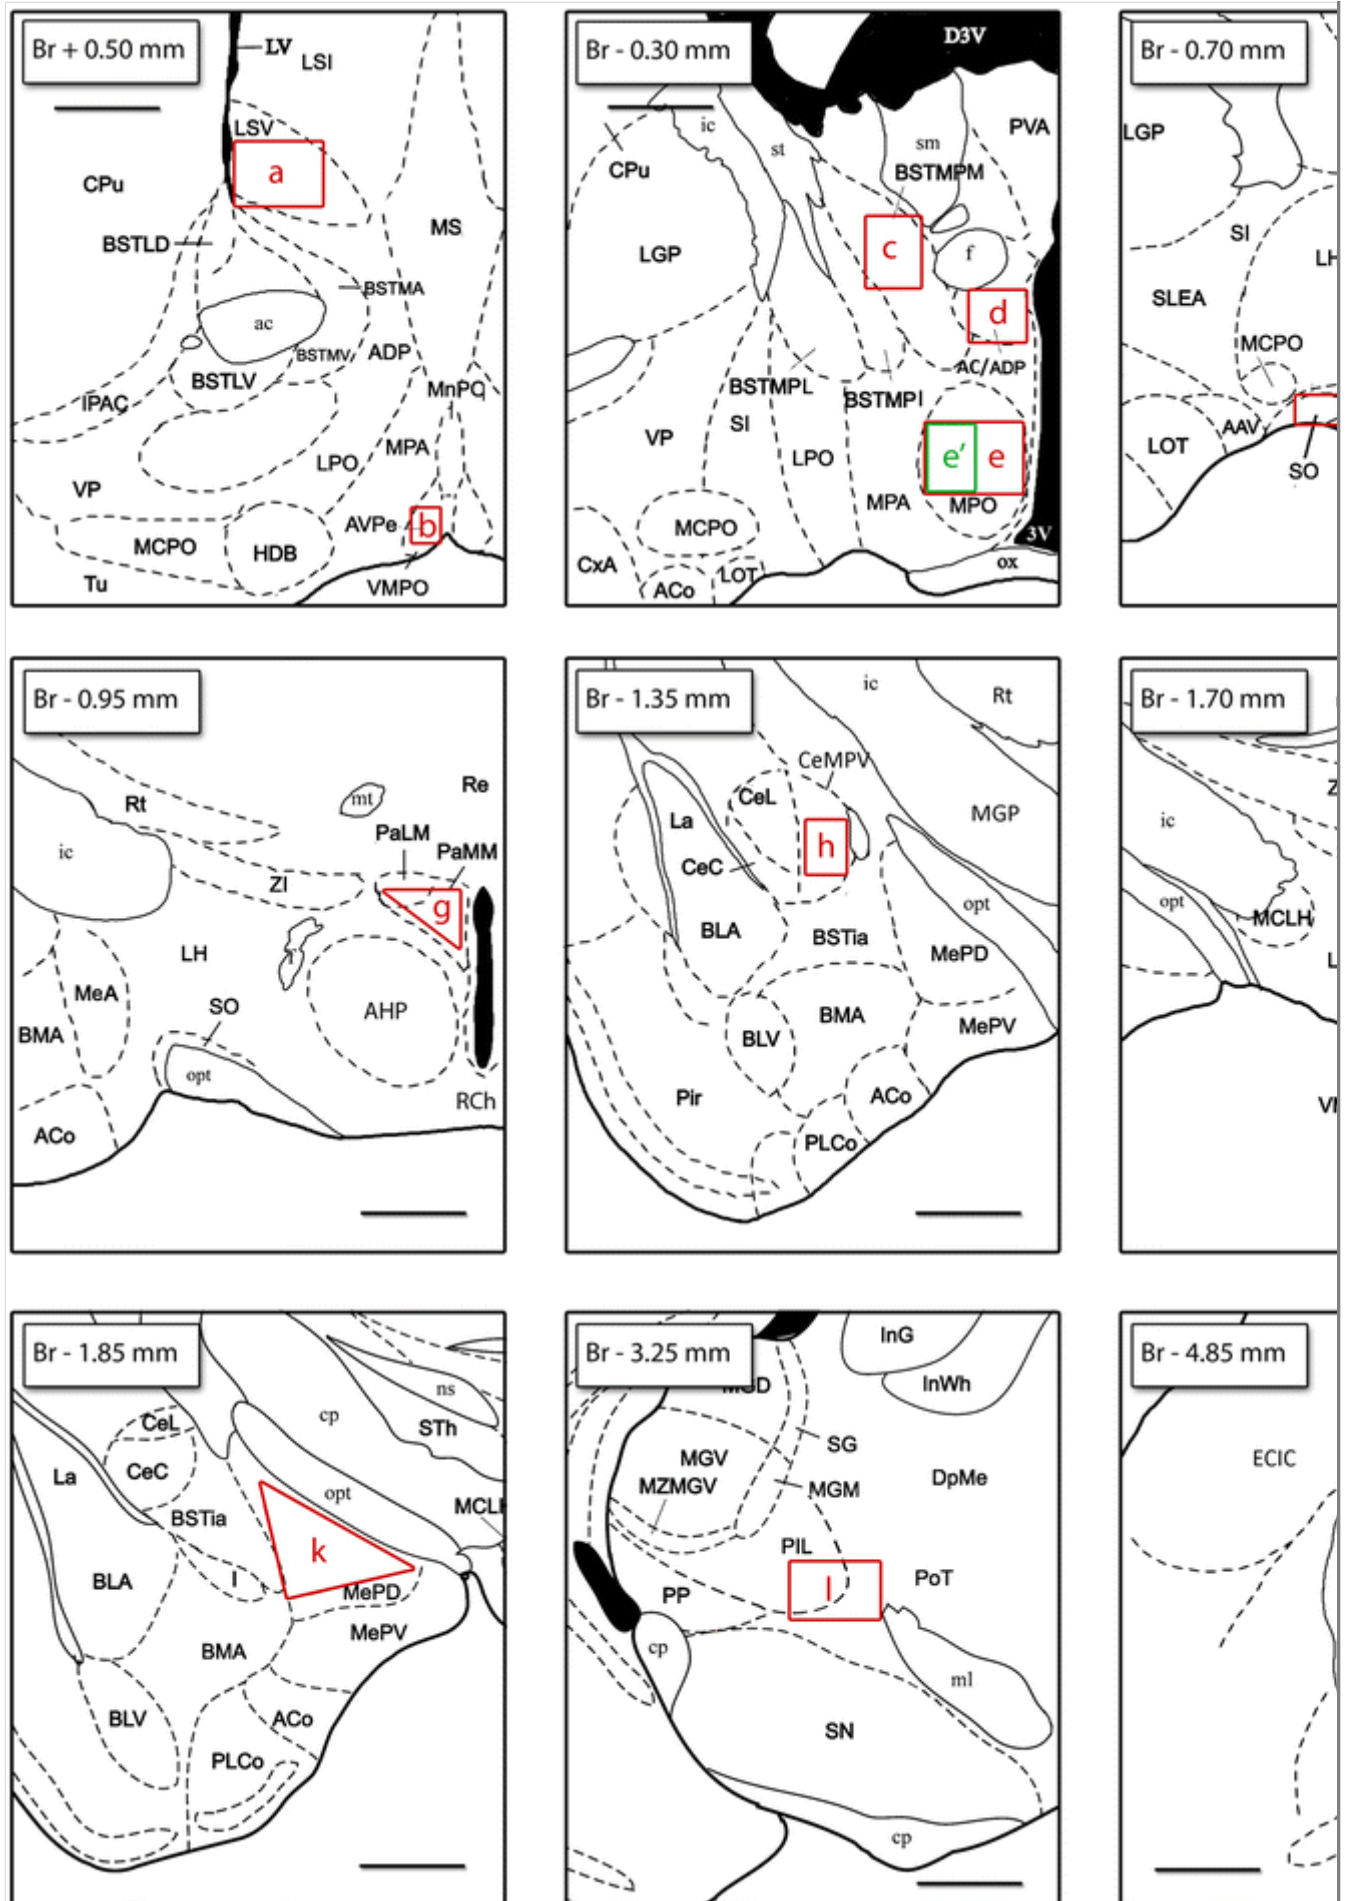 Br + 0.50 mm
LV
LSI
LSV
a
CPu
MS
BSTLD
BSTMA
ac
BSTMV
ADP
BSTLV
MnPO
IPAC
MPA
LPO
VP
AVPe
b
MCPO
HDB
Tu
VMPO
Br - 0.30 mm
D3V
ic
st
sm
PVA
CPu
BSTMPM
LGP
c
f
d
AC/ADP
BSTMPL
BSTMPI
SI
VP
LPO
e’
e
MPA
MPO
MCPO
3V
CxA
LOT
ox
ACo
Br - 0.70 mm
LGP
SI
LH
SLEA
MCPO
AAV
LOT
SO
Br - 0.95 mm
Re
Rt
mt
PaLM
PaMM
ic
ZI
g
LH
MeA
SO
AHP
BMA
opt
RCh
ACo
Br - 1.35 mm
ic
Rt
CeMPV
CeL
La
MGP
h
CeC
opt
BLA
BSTia
MePD
BMA
MePV
BLV
Pir
ACo
PLCo
Br - 1.70 mm
Z
ic
opt
MCLH
L
Br - 1.85 mm
ns
cp
CeL
STh
CeC
La
opt
MCLH
BSTia
k
BLA
I
MePD
MePV
BMA
BLV
ACo
PLCo
Br - 3.25 mm
InG
InWh
MGD
SG
MGV
DpMe
MZMGV
MGM
PIL
PoT
l
PP
cp
ml
SN
cp
Br - 4.85 mm
ECIC